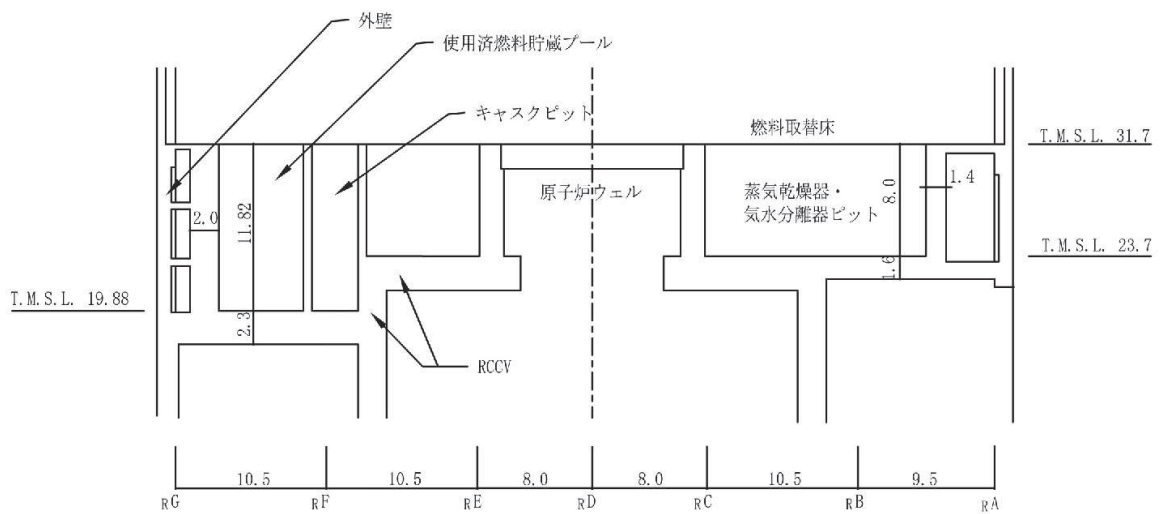 外壁
使用済燃料貯蔵プール
キャスクピット
燃料取替床
T.M.S.L. 31.7
原子炉ウェル
蒸気乾燥器・
気水分離器ピット
8.0
1.4
2.0
11.82
T.M.S.L. 23.7
1.6
T.M.S.L. 19.88
2.3
RCCV
10.5
10.5
8.0
8.0
10.5
9.5
RG
RF
RE
RD
RC
RB
RA